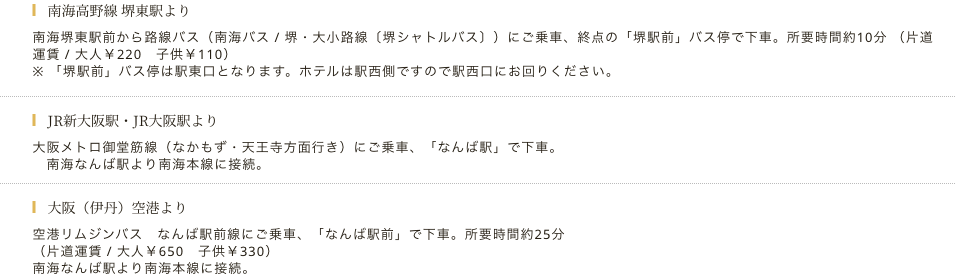 南海高野線 堺東駅より
南海堺東駅前から路線バス（南海バス / 堺・大小路線〔堺シャトルバス〕）にご乗車、終点の「堺駅前」バス停で下車。所要時間約10分 （片道
運賃 / 大人￥220　子供￥110）
※ 「堺駅前」バス停は駅東口となります。ホテルは駅西側ですので駅西口にお回りください。
JR新大阪駅・JR大阪駅より
大阪メトロ御堂筋線（なかもず・天王寺方面行き）にご乗車、「なんば駅」で下車。
　南海なんば駅より南海本線に接続。
大阪（伊丹）空港より
空港リムジンバス　なんば駅前線にご乗車、「なんば駅前」で下車。所要時間約25分
（片道運賃 / 大人￥650　子供￥330）
南海なんば駅より南海本線に接続。